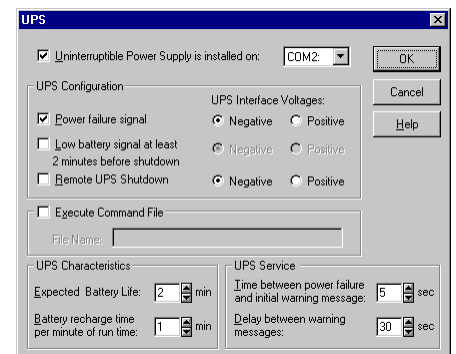 UPS
Uninterruptible Power Supply is installed on: COM2:
OK
Cancel
Help
UPS Configuration
UPS Interface Voltages:
Power failure signal Negative Positive
Low battery signal at least
2 minutes before shutdown
Negative Positive
Remote UPS Shutdown Negative Positive
Execute Command File
File Name:
UPS Characteristics
Expected Battery Life: 2 min
Battery recharge time
per minute of run time: 1 min
UPS Service
Time between power failure
and initial warning message: 5 sec
Delay between warning
messages: 30 sec